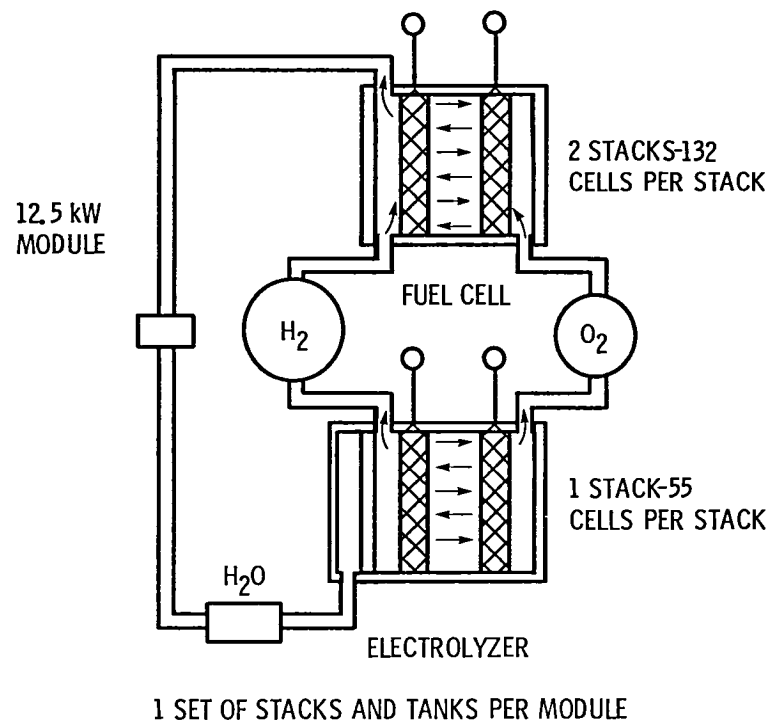 2 STACKS-132
CELLS PER STACK
12.5 kW
MODULE
FUEL CELL
H2
O2
1 STACK-55
CELLS PER STACK
H2O
ELECTROLYZER
1 SET OF STACKS AND TANKS PER MODULE